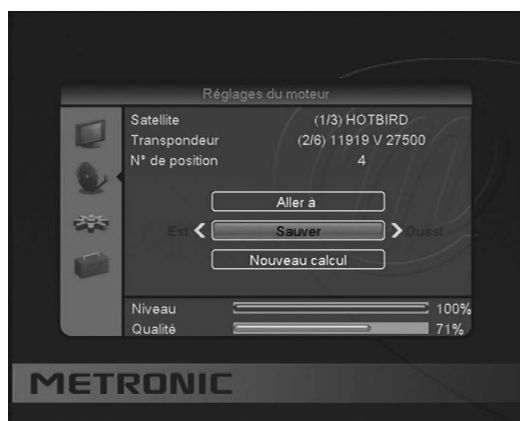 Réglages du moteur
Satellite (1/3) HOTBIRD
Transpondeur (2/6) 11919 V 27500
N° de position 4
Aller à
Est Sauver Ouest
Nouveau calcul
Niveau 100%
Qualité 71%
METRONIC